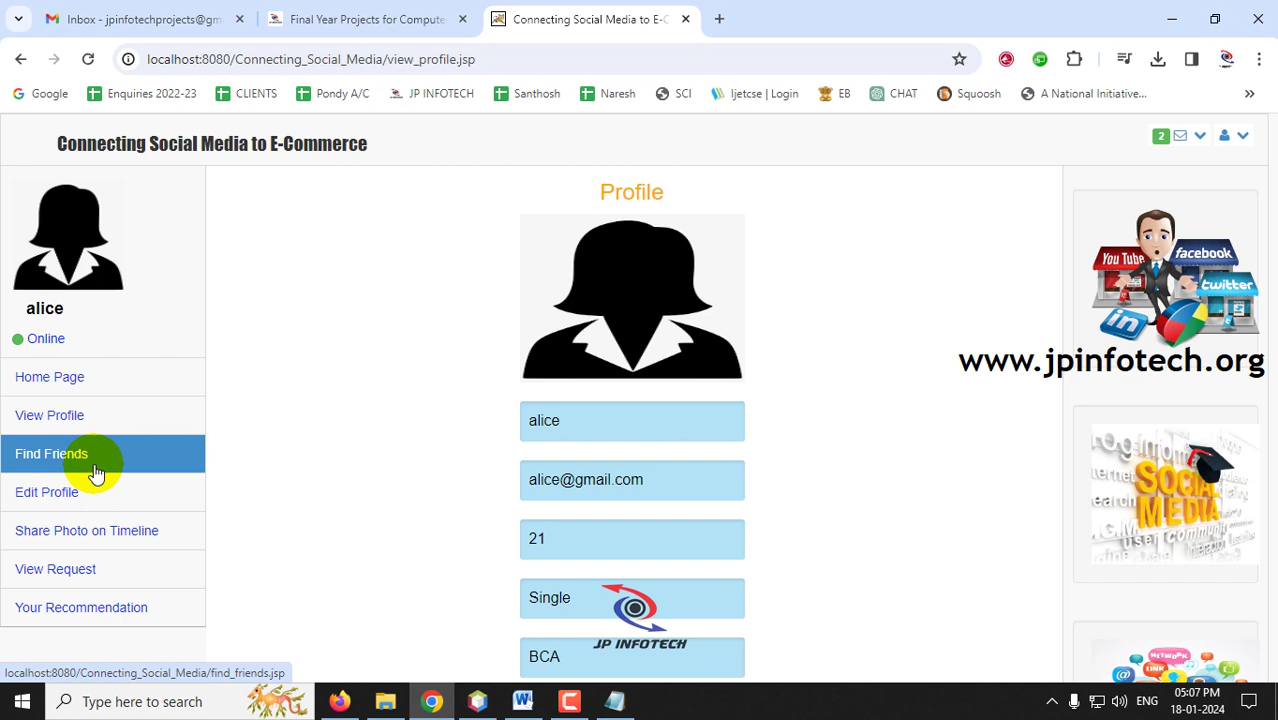 Inbox - jpinfotechprojects@gm
Final Year Projects for Compute
Connecting Social Media to E-C
localhost:8080/Connecting_Social_Media/view_profile.jsp
Google
Enquiries 2022-23
CLIENTS
Pondy A/C
JP INFOTECH
Santhosh
Naresh
SCI
Ijetcse | Login
EB
CHAT
Squoosh
A National Initiative...
Connecting Social Media to E-Commerce
2
alice
Online
Home Page
View Profile
Find Friends
Edit Profile
Share Photo on Timeline
View Request
Your Recommendation
Profile
alice
alice@gmail.com
21
Single
JP INFOTECH
BCA
You Tube
facebook
twitter
in
www.jpinfotech.org
SOCIAL
MEDIA
NETWORK
localhost:8080/Connecting_Social_Media/find_friends.jsp
Type here to search
ENG
05:07 PM
18-01-2024